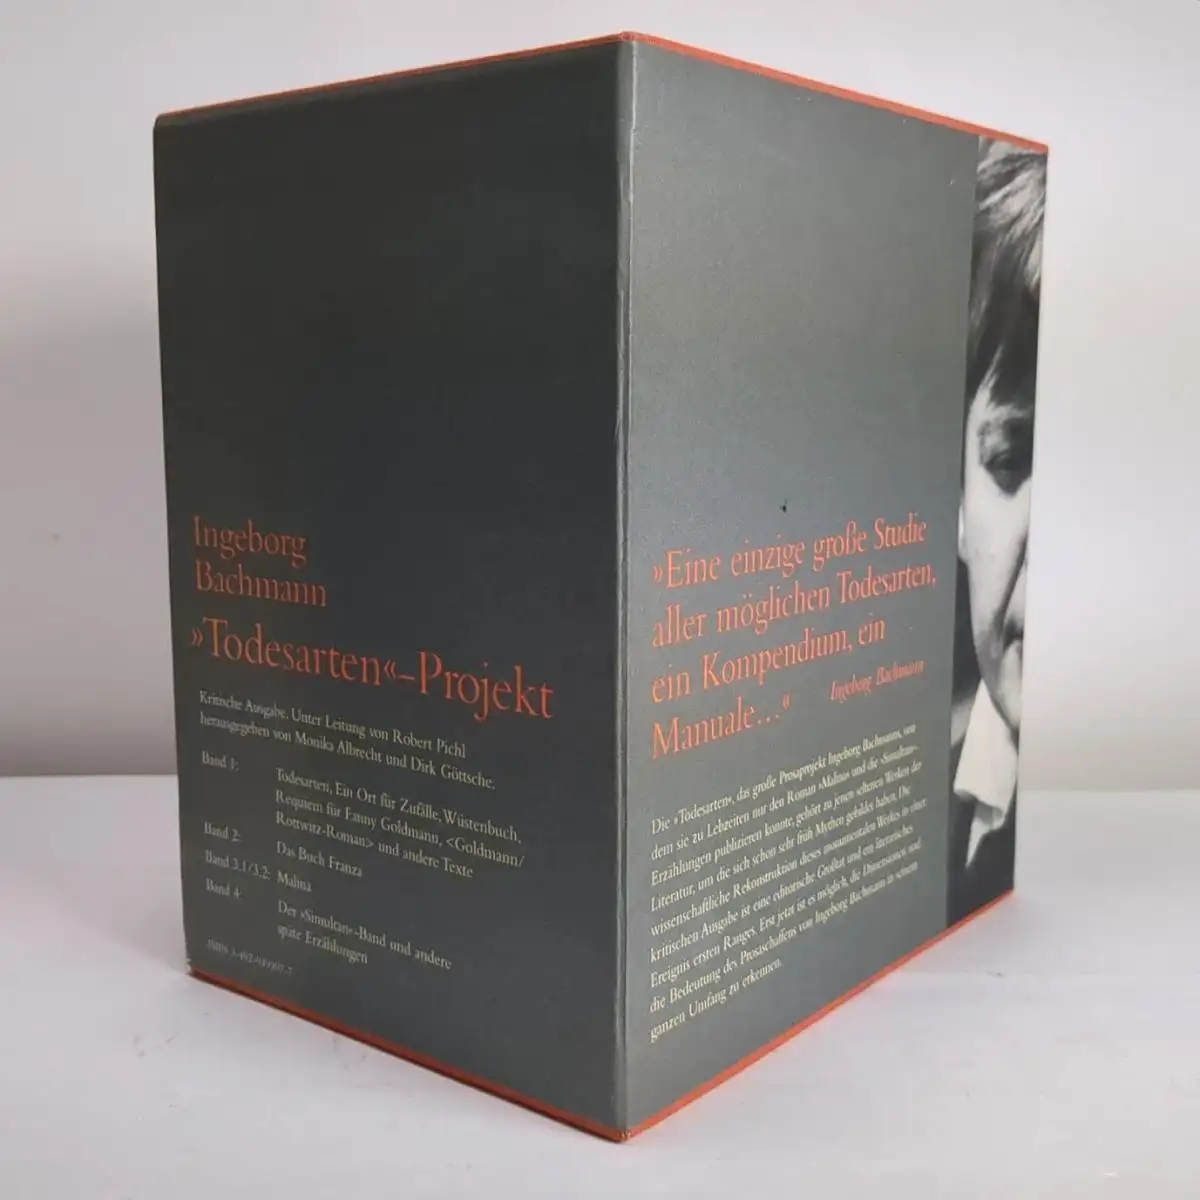 Ingeborg
Bachmann
»Todesarten«–Projekt
Kritische Ausgabe. Unter Leitung von Robert Pichl
herausgegeben von Monika Albrecht und Dirk Göttsche.
Band 1: Todesarten, Ein Ort für Zufälle, Wüstenbuch,
Requiem für Fanny Goldmann, <Goldmann/
Rottwitz-Roman> und andere Texte
Band 2: Das Buch Franza
Band 3.1/3.2: Malina
Band 4: Der »Simultan«-Band und andere
späte Erzählungen
ISBN
»Eine einzige große Studie
aller möglichen Todesarten,
ein Kompendium, ein
Manuale...«
Ingeborg Bachmann
Die »Todesarten«, das große Prosaprojekt Ingeborg Bachmanns, von
dem sie zu Lebzeiten nur den Roman »Malina« und die »Simultan«-
Erzählungen publizieren konnte, gehört zu jenen seltenen Werken der
Literatur, um die sich schon sehr früh Mythen gebildet haben. Die
wissenschaftliche Rekonstruktion dieses monumentalen Werkes in einer
kritischen Ausgabe ist eine editorische Großtat und ein literarisches
Ereignis ersten Ranges. Erst jetzt ist es möglich, die Dimensionen und
die Bedeutung des Prosaschaffens von Ingeborg Bachmann in seinem
ganzen Umfang zu erkennen.